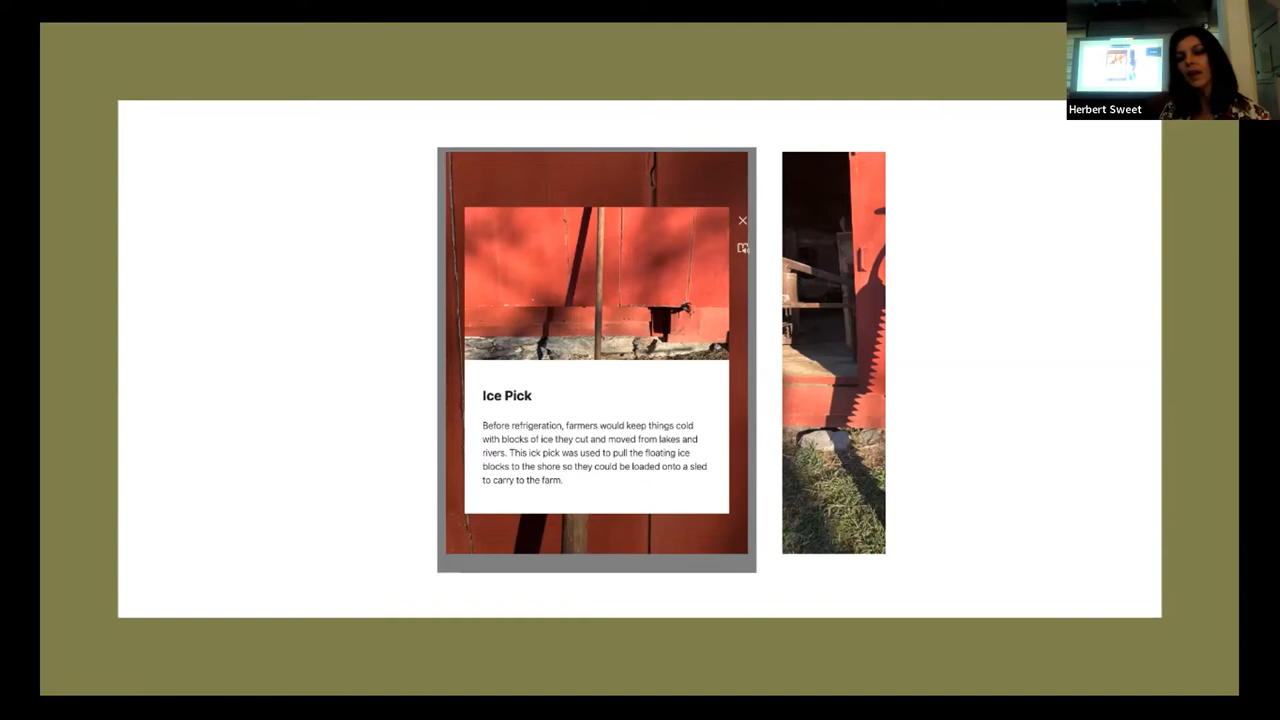 Herbert Sweet
Ice Pick
Before refrigeration, farmers would keep things cold
with blocks of ice they cut and moved from lakes and
rivers. This ick pick was used to pull the floating ice
blocks to the shore so they could be loaded onto a sled
to carry to the farm.